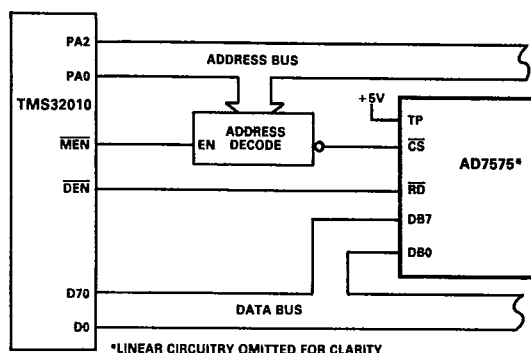 PA2
ADDRESS BUS
PA0
+5V
TMS32010
TP
ADDRESS
DECODE
MEN
EN
CS
AD7575*
DEN
RD
DB7
DB0
D70
DATA BUS
D0
*LINEAR CIRCUITRY OMITTED FOR CLARITY